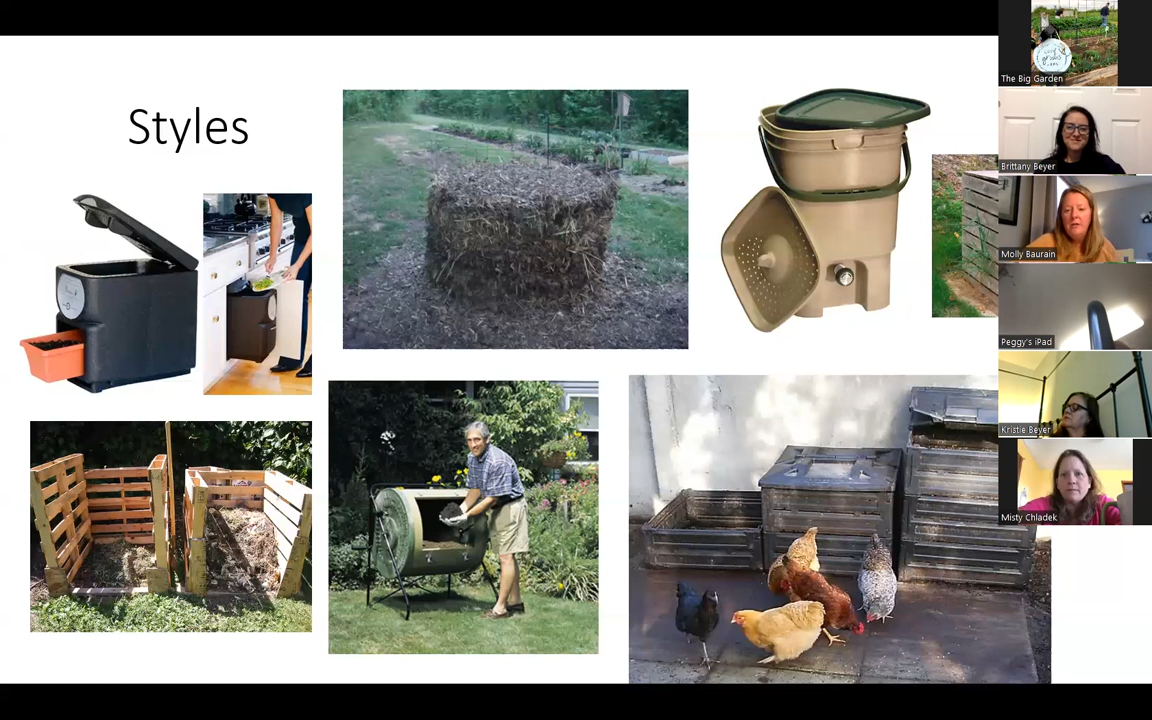 Styles
The Big Garden
Brittany Beyer
Molly Baurain
Peggy's iPad
Kristie Beyer
Misty Chladek